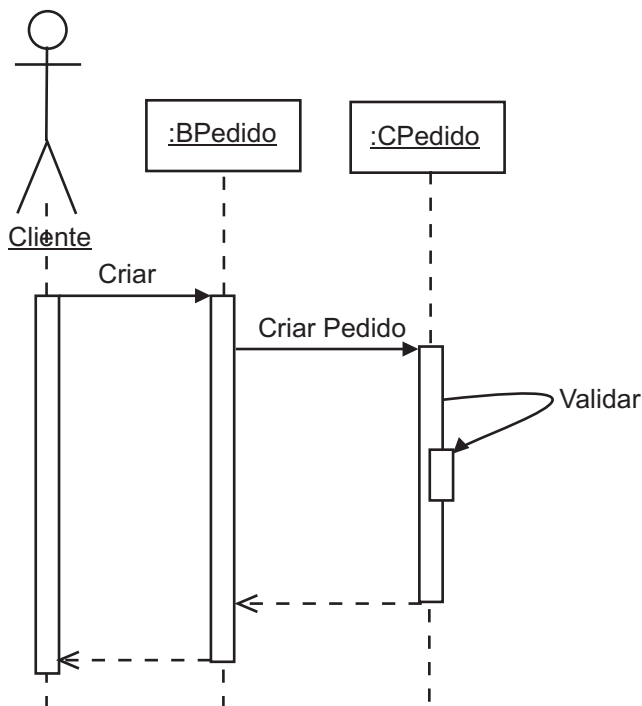 :BPedido
:CPedido
Cliente
Criar
Criar Pedido
Validar